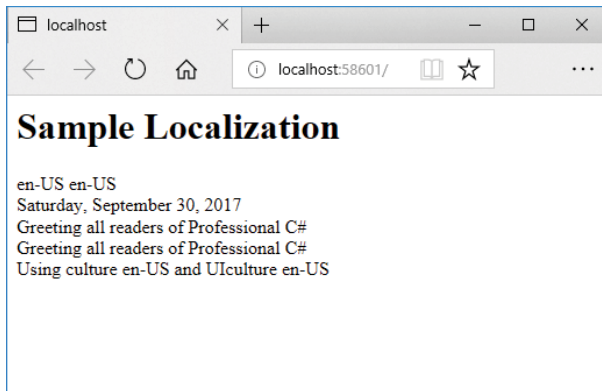 localhost
localhost:58601/
Sample Localization
en-US en-US
Saturday, September 30, 2017
Greeting all readers of Professional C#
Greeting all readers of Professional C#
Using culture en-US and UIculture en-US